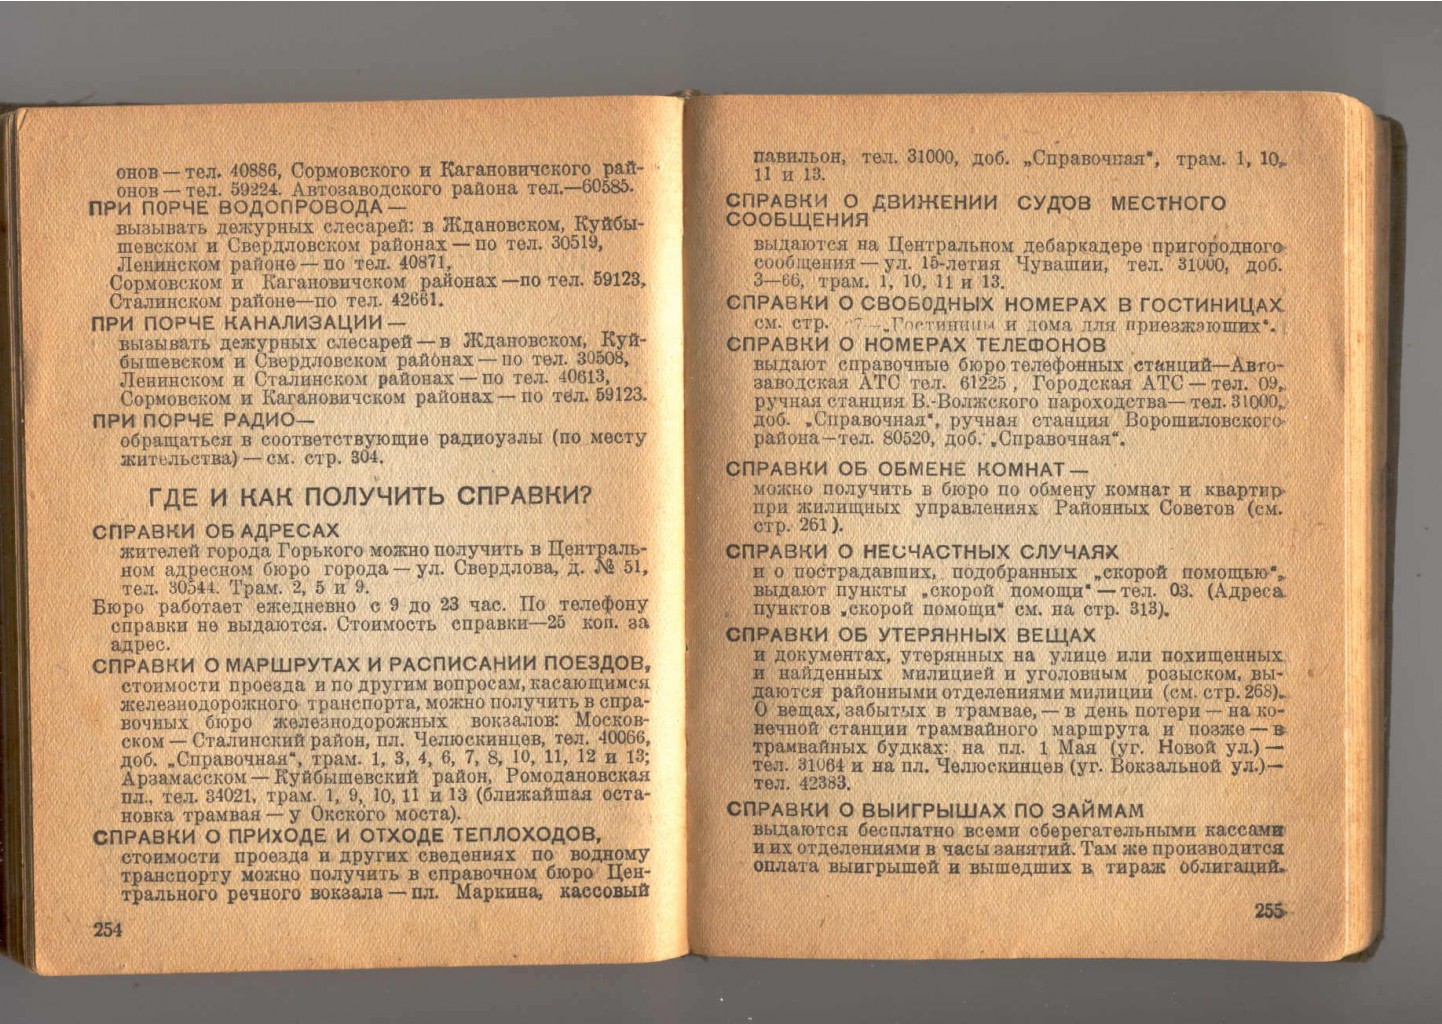 онов — тел. 40886, Сормовского и Кагановичского рай-
онов — тел. 59224. Автозаводского района тел.—60585.
ПРИ ПОРЧЕ ВОДОПРОВОДА —
вызывать дежурных слесарей: в Ждановском, Куйбы-
шевском и Свердловском районах — по тел. 30519,
Ленинском районе — по тел. 40871,
Сормовском и Кагановичском районах —по тел. 59123,
Сталинском районе—по тел. 42661.
ПРИ ПОРЧЕ КАНАЛИЗАЦИИ —
вызывать дежурных слесарей — в Ждановском, Куй-
бышевском и Свердловском районах — по тел. 30508,
Ленинском и Сталинском районах — по тел. 40613,
Сормовском и Кагановичском районах — по тел. 59123.
ПРИ ПОРЧЕ РАДИО—
обращаться в соответствующие радиоузлы (по месту
жительства) — см. стр. 304.
ГДЕ И КАК ПОЛУЧИТЬ СПРАВКИ?
СПРАВКИ ОБ АДРЕСАХ
жителей города Горького можно получить в Централь-
ном адресном бюро города — ул. Свердлова, д. № 51,
тел. 30544. Трам. 2, 5 и 9.
Бюро работает ежедневно с 9 до 23 час. По телефону
справки не выдаются. Стоимость справки—25 коп. за
адрес.
СПРАВКИ О МАРШРУТАХ И РАСПИСАНИИ ПОЕЗДОВ,
стоимости проезда и по другим вопросам, касающимся
железнодорожного транспорта, можно получить в спра-
вочных бюро железнодорожных вокзалов: Москов-
ском — Сталинский район, пл. Челюскинцев, тел. 40066,
доб. „Справочная“, трам. 1, 3, 4, 6, 7, 8, 10, 11, 12 и 13;
Арзамасском — Куйбышевский район, Ромодановская
пл., тел. 34021, трам. 1, 9, 10, 11 и 13 (ближайшая оста-
новка трамвая — у Окского моста).
СПРАВКИ О ПРИХОДЕ И ОТХОДЕ ТЕПЛОХОДОВ,
стоимости проезда и других сведениях по водному
транспорту можно получить в справочном бюро Цен-
трального речного вокзала — пл. Маркина, кассовый
254
павильон, тел. 31000, доб. „Справочная“, трам. 1, 10,
11 и 13.
СПРАВКИ О ДВИЖЕНИИ СУДОВ МЕСТНОГО
СООБЩЕНИЯ
выдаются на Центральном дебаркадере пригородного
сообщения — ул. 15-летия Чувашии, тел. 31000, доб.
3—66, трам. 1, 10, 11 и 13.
СПРАВКИ О СВОБОДНЫХ НОМЕРАХ В ГОСТИНИЦАХ
см. стр. — „Гостиницы и дома для приезжающих“.
СПРАВКИ О НОМЕРАХ ТЕЛЕФОНОВ
выдают справочные бюро телефонных станций—Авто-
заводская АТС тел. 61225, Городская АТС — тел. 09,
ручная станция В.-Волжского пароходства— тел. 31000,
доб. „Справочная“, ручная станция Ворошиловского
района—тел. 80520, доб. „Справочная“.
СПРАВКИ ОБ ОБМЕНЕ КОМНАТ —
можно получить в бюро по обмену комнат и квартир
при жилищных управлениях Районных Советов (см.
стр. 261).
СПРАВКИ О НЕСЧАСТНЫХ СЛУЧАЯХ
и о пострадавших, подобранных „скорой помощью“,
выдают пункты „скорой помощи“ — тел. 03. (Адреса
пунктов „скорой помощи“ см. на стр. 313).
СПРАВКИ ОБ УТЕРЯННЫХ ВЕЩАХ
и документах, утерянных на улице или похищенных
и найденных милицией и уголовным розыском, вы-
даются районными отделениями милиции (см. стр. 268).
О вещах, забытых в трамвае, — в день потери — на ко-
нечной станции трамвайного маршрута и позже — в
трамвайных будках: на пл. 1 Мая (уг. Новой ул.) —
тел. 31064 и на пл. Челюскинцев (уг. Вокзальной ул.)—
тел. 42383.
СПРАВКИ О ВЫИГРЫШАХ ПО ЗАЙМАМ
выдаются бесплатно всеми сберегательными кассами
и их отделениями в часы занятий. Там же производится
оплата выигрышей и вышедших в тираж облигаций.
255